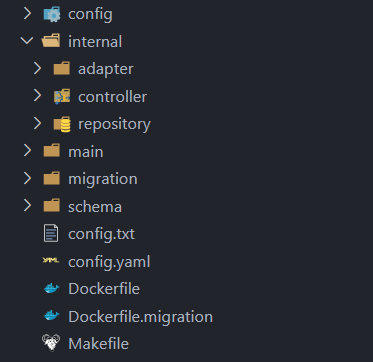 config
internal
adapter
controller
repository
main
migration
schema
config.txt
config.yaml
Dockerfile
Dockerfile.migration
Makefile